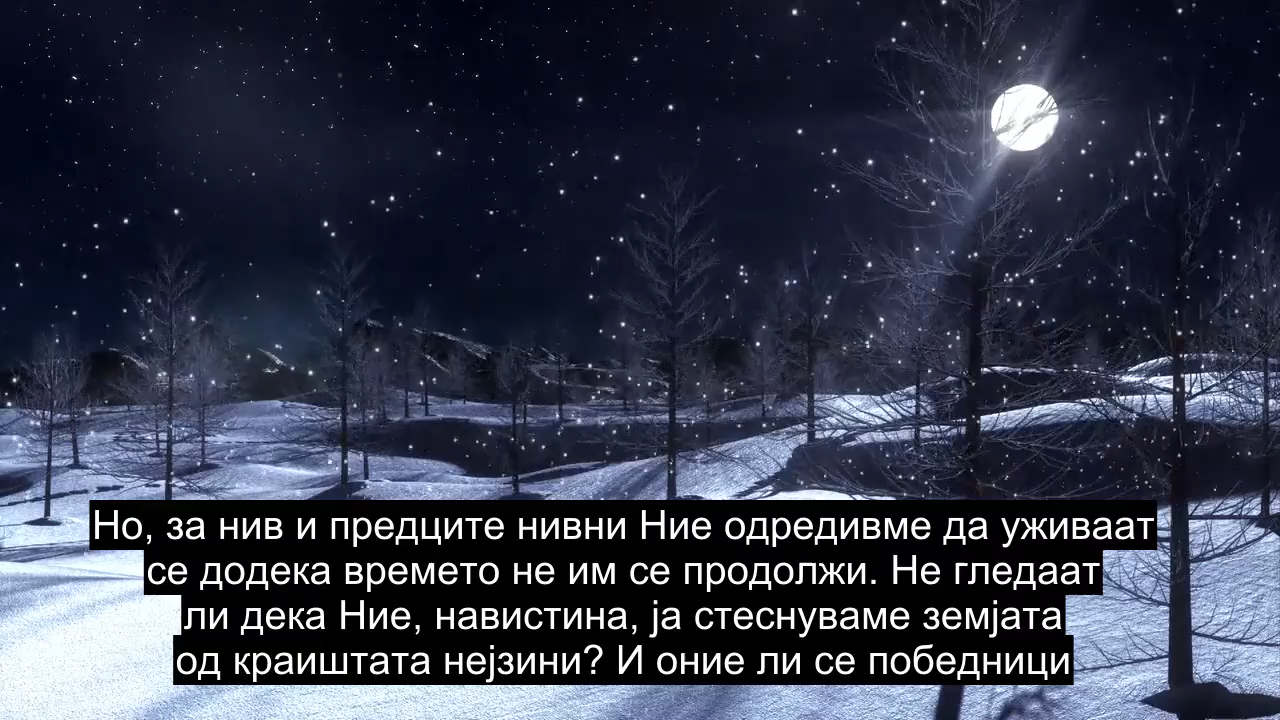 Но, за нив и предците нивни Ние одредивме да уживаат
се додека времето не им се продолжи. Не гледаат
ли дека Ние, навистина, ја стеснуваме земјата
од краиштата нејзини? И оние ли се победници